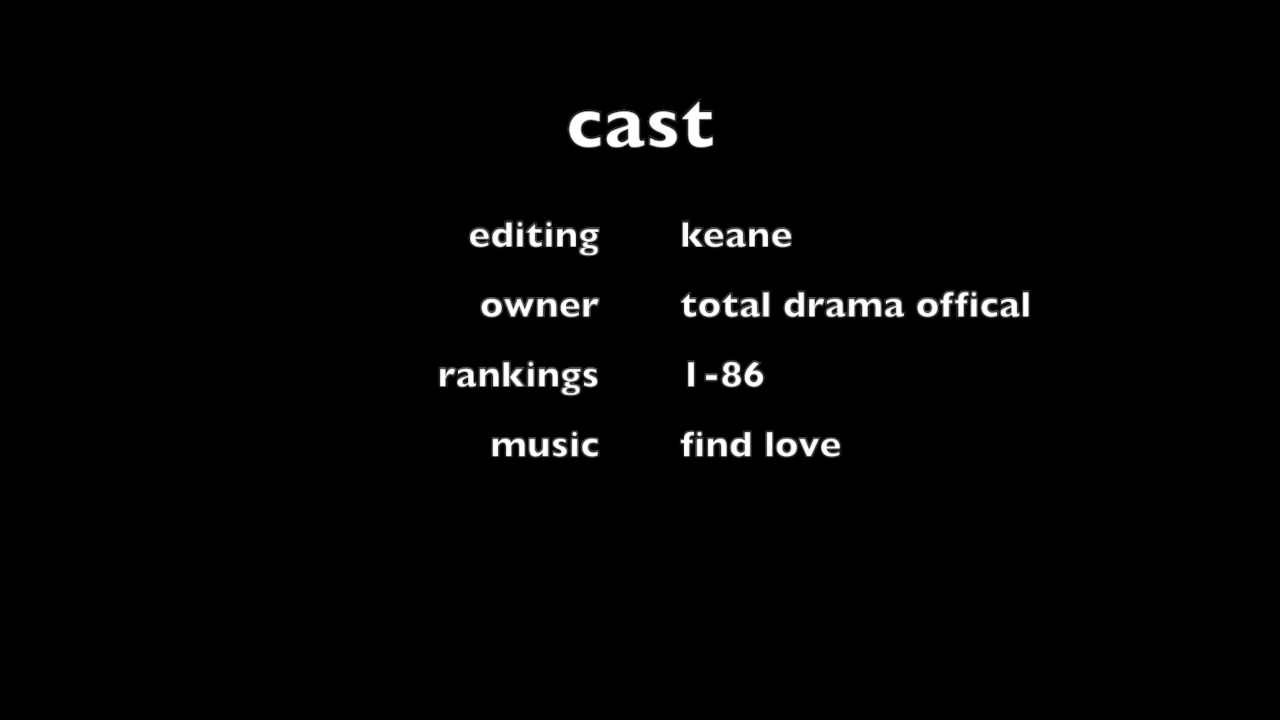 cast
editing keane
owner total drama offical
rankings 1-86
music find love